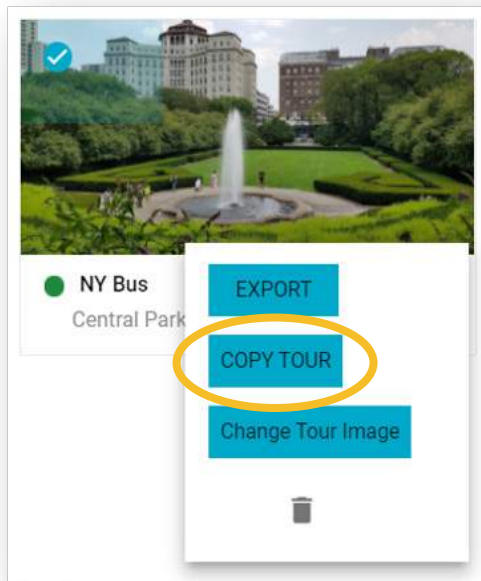 NY Bus
Central Park
EXPORT
COPY TOUR
Change Tour Image